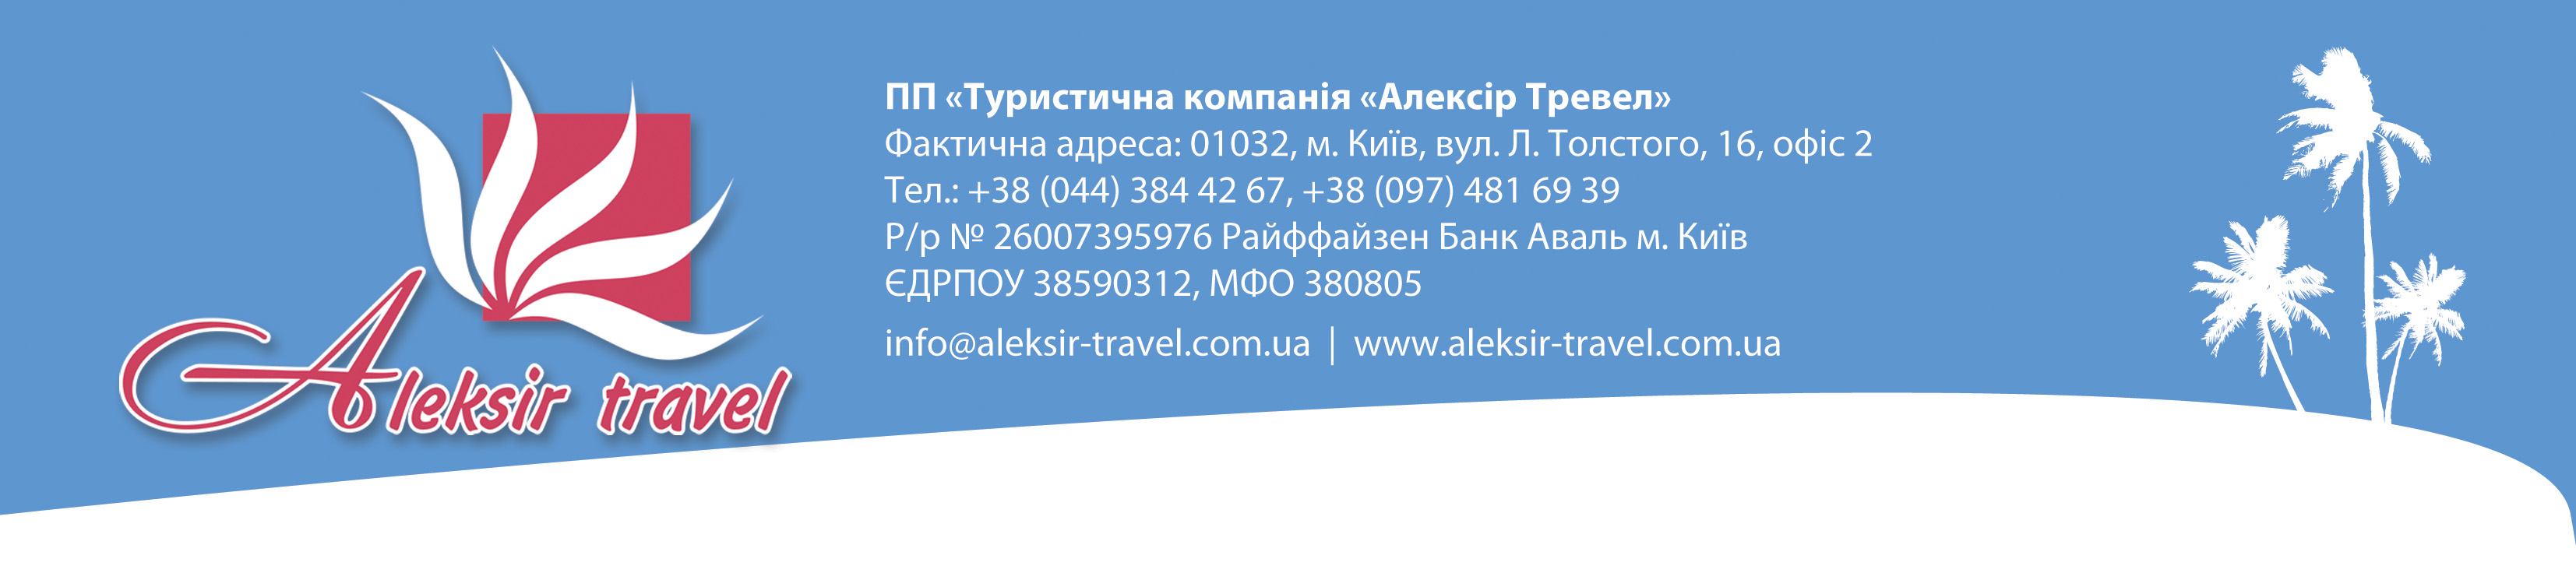 Aleksir travel
ПП «Туристична компанія «Алексір Тревел»
Фактична адреса: 01032, м. Київ, вул. Л. Толстого, 16, офіс 2
Тел.: +38 (044) 384 42 67, +38 (097) 481 69 39
Р/р № 26007395976 Райффайзен Банк Аваль м. Київ
ЄДРПОУ 38590312, МФО 380805
info@aleksir-travel.com.ua | www.aleksir-travel.com.ua